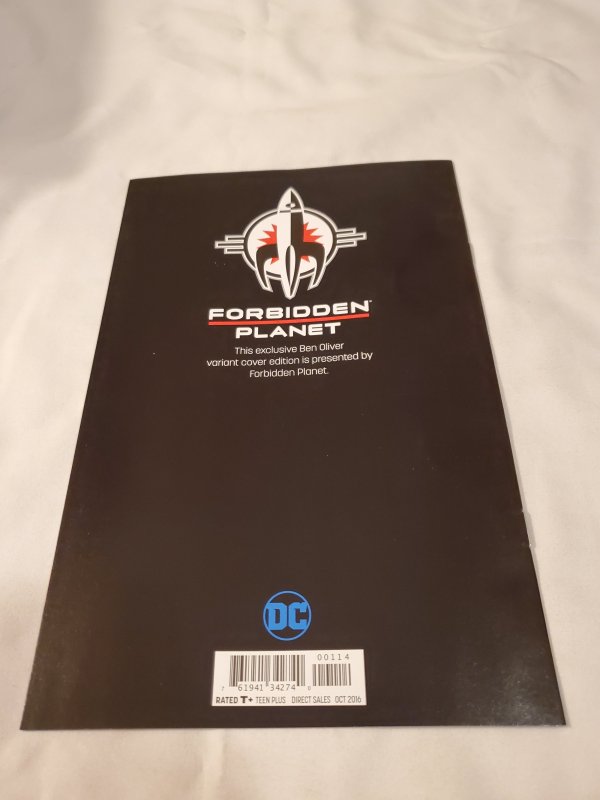 FORBIDDEN
PLANET
This exclusive Ben Oliver
variant cover edition is presented by
Forbidden Planet.
DC
00114
7 61941 34274 0
RATED T+ TEEN PLUS DIRECT SALES OCT 2016